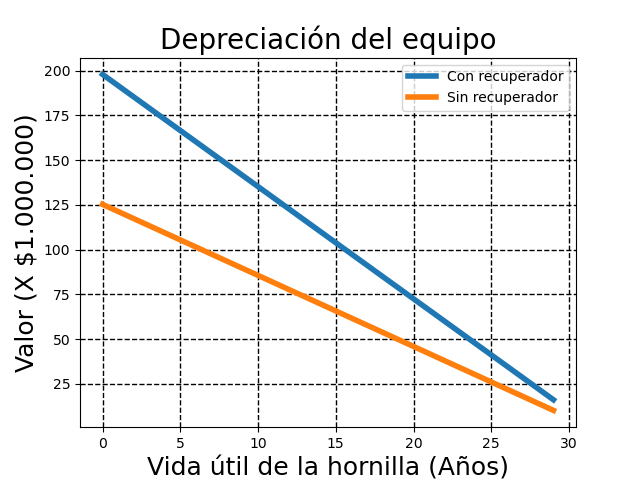 Depreciación del equipo
Con recuperador
Sin recuperador
Valor (X $1.000.000)
200
175
150
125
100
75
50
25
0 5 10 15 20 25 30
Vida útil de la hornilla (Años)